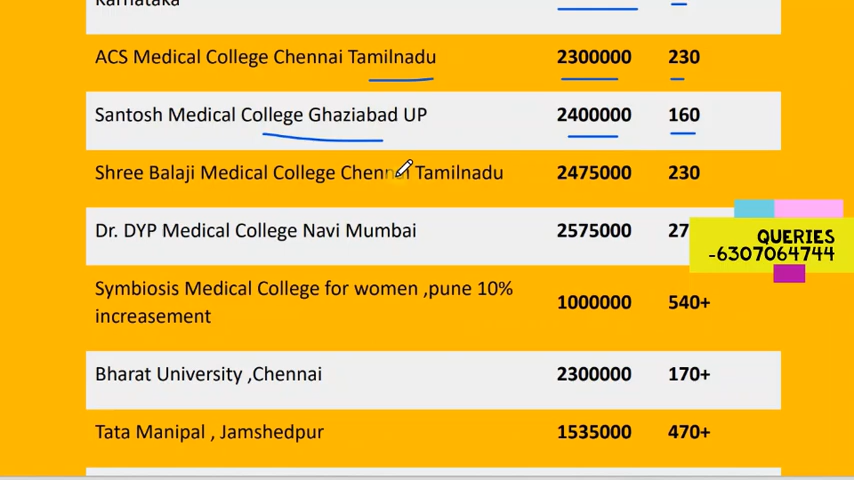 Karnataka
ACS Medical College Chennai Tamilnadu 2300000 230
Santosh Medical College Ghaziabad UP 2400000 160
Shree Balaji Medical College Chennai Tamilnadu 2475000 230
Dr. DYP Medical College Navi Mumbai 2575000 27
QUERIES
-6307064744
Symbiosis Medical College for women ,pune 10%
increasement 1000000 540+
Bharat University ,Chennai 2300000 170+
Tata Manipal , Jamshedpur 1535000 470+